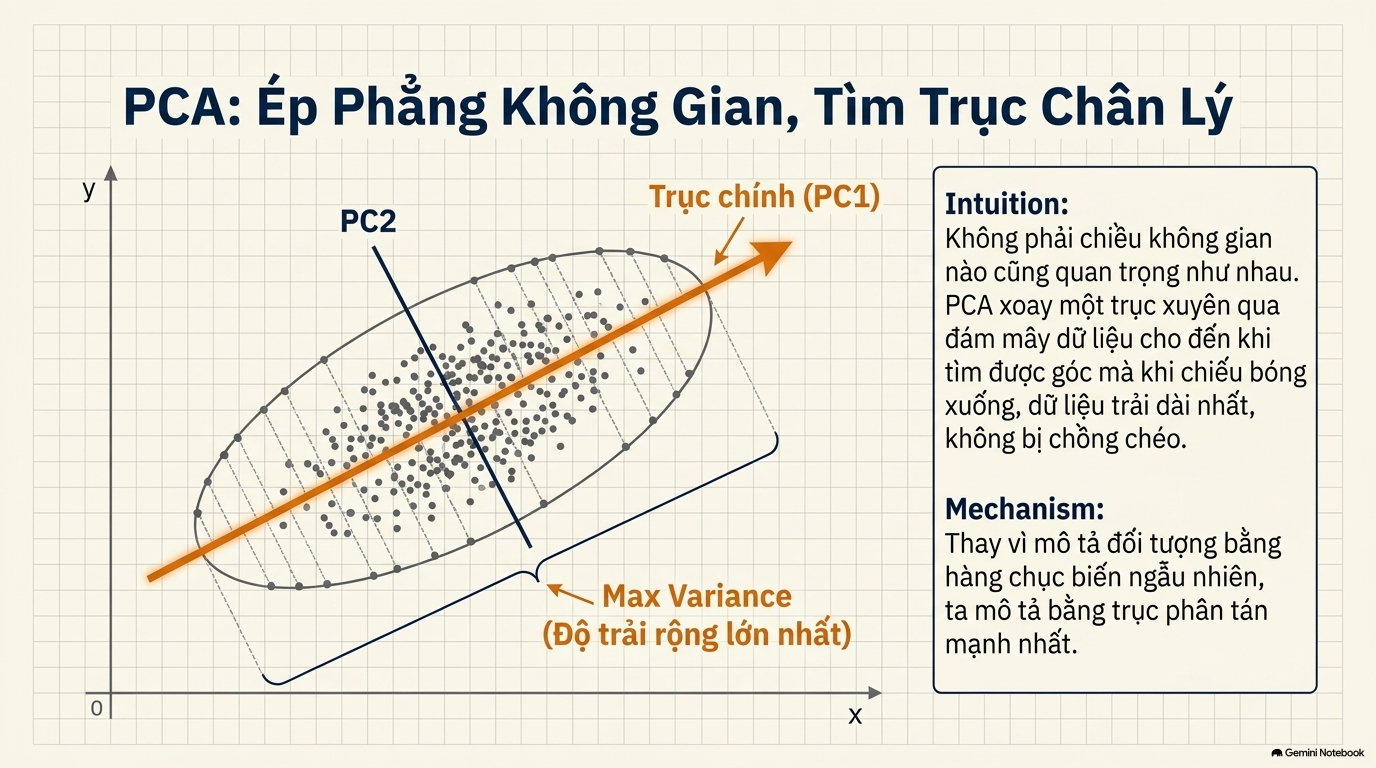 PCA: Ép Phẳng Không Gian, Tìm Trục Chân Lý
y
PC2
Trục chính (PC1)
Max Variance
(Độ trải rộng lớn nhất)
0
x
Intuition:
Không phải chiều không gian
nào cũng quan trọng như nhau.
PCA xoay một trục xuyên qua
đám mây dữ liệu cho đến khi
tìm được góc mà khi chiếu bóng
xuống, dữ liệu trải dài nhất,
không bị chồng chéo.
Mechanism:
Thay vì mô tả đối tượng bằng
hàng chục biến ngẫu nhiên,
ta mô tả bằng trục phân tán
mạnh nhất.
Gemini Notebook